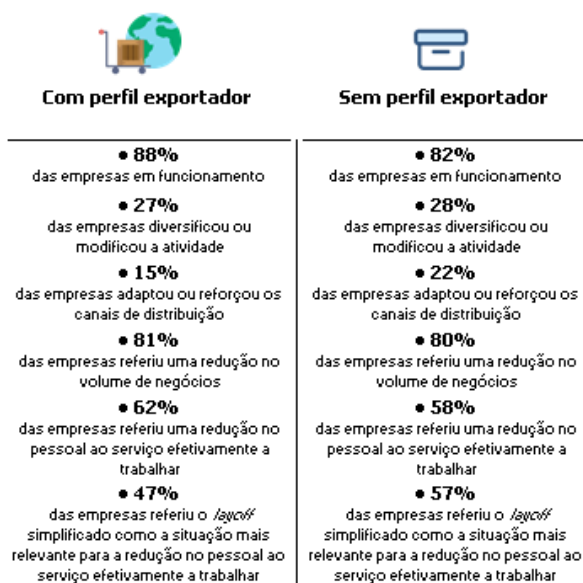 Com perfil exportador
● 88%
das empresas em funcionamento
● 27%
das empresas diversificou ou
modificou a atividade
● 15%
das empresas adaptou ou reforçou os
canais de distribuição
● 81%
das empresas referiu uma redução no
volume de negócios
● 62%
das empresas referiu uma redução no
pessoal ao serviço efetivamente a
trabalhar
● 47%
das empresas referiu o layoff
simplificado como a situação mais
relevante para a redução no pessoal ao
serviço efetivamente a trabalhar
Sem perfil exportador
● 82%
das empresas em funcionamento
● 28%
das empresas diversificou ou
modificou a atividade
● 22%
das empresas adaptou ou reforçou os
canais de distribuição
● 80%
das empresas referiu uma redução no
volume de negócios
● 58%
das empresas referiu uma redução no
pessoal ao serviço efetivamente a
trabalhar
● 57%
das empresas referiu o layoff
simplificado como a situação mais
relevante para a redução no pessoal ao
serviço efetivamente a trabalhar